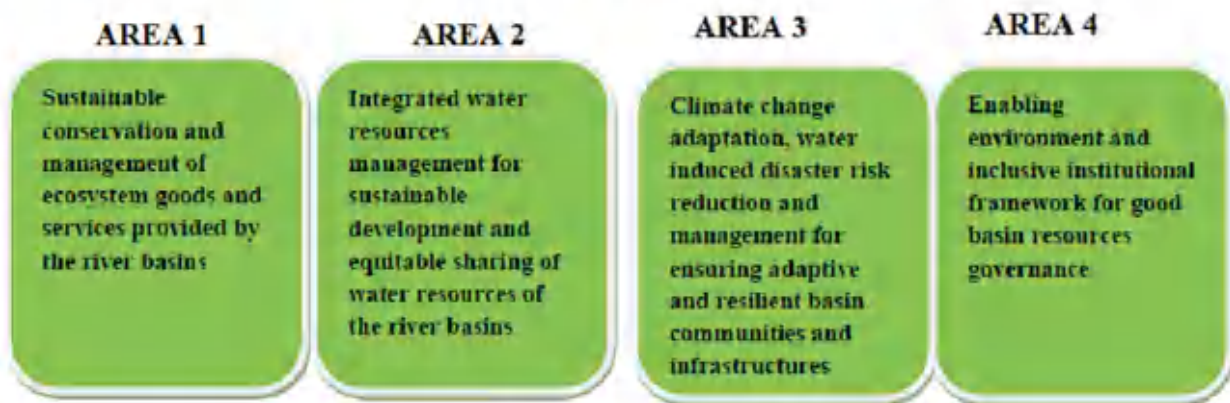 AREA 1
Sustainable
conservation and
management of
ecosystem goods and
services provided by
the river basins
AREA 2
Integrated water
resources
management for
sustainable
development and
equitable sharing of
water resources of
the river basins
AREA 3
Climate change
adaptation, water
induced disaster risk
reduction and
management for
ensuring adaptive
and resilient basin
communities and
infrastructures
AREA 4
Enabling
environment and
inclusive institutional
framework for good
basin resources
governance